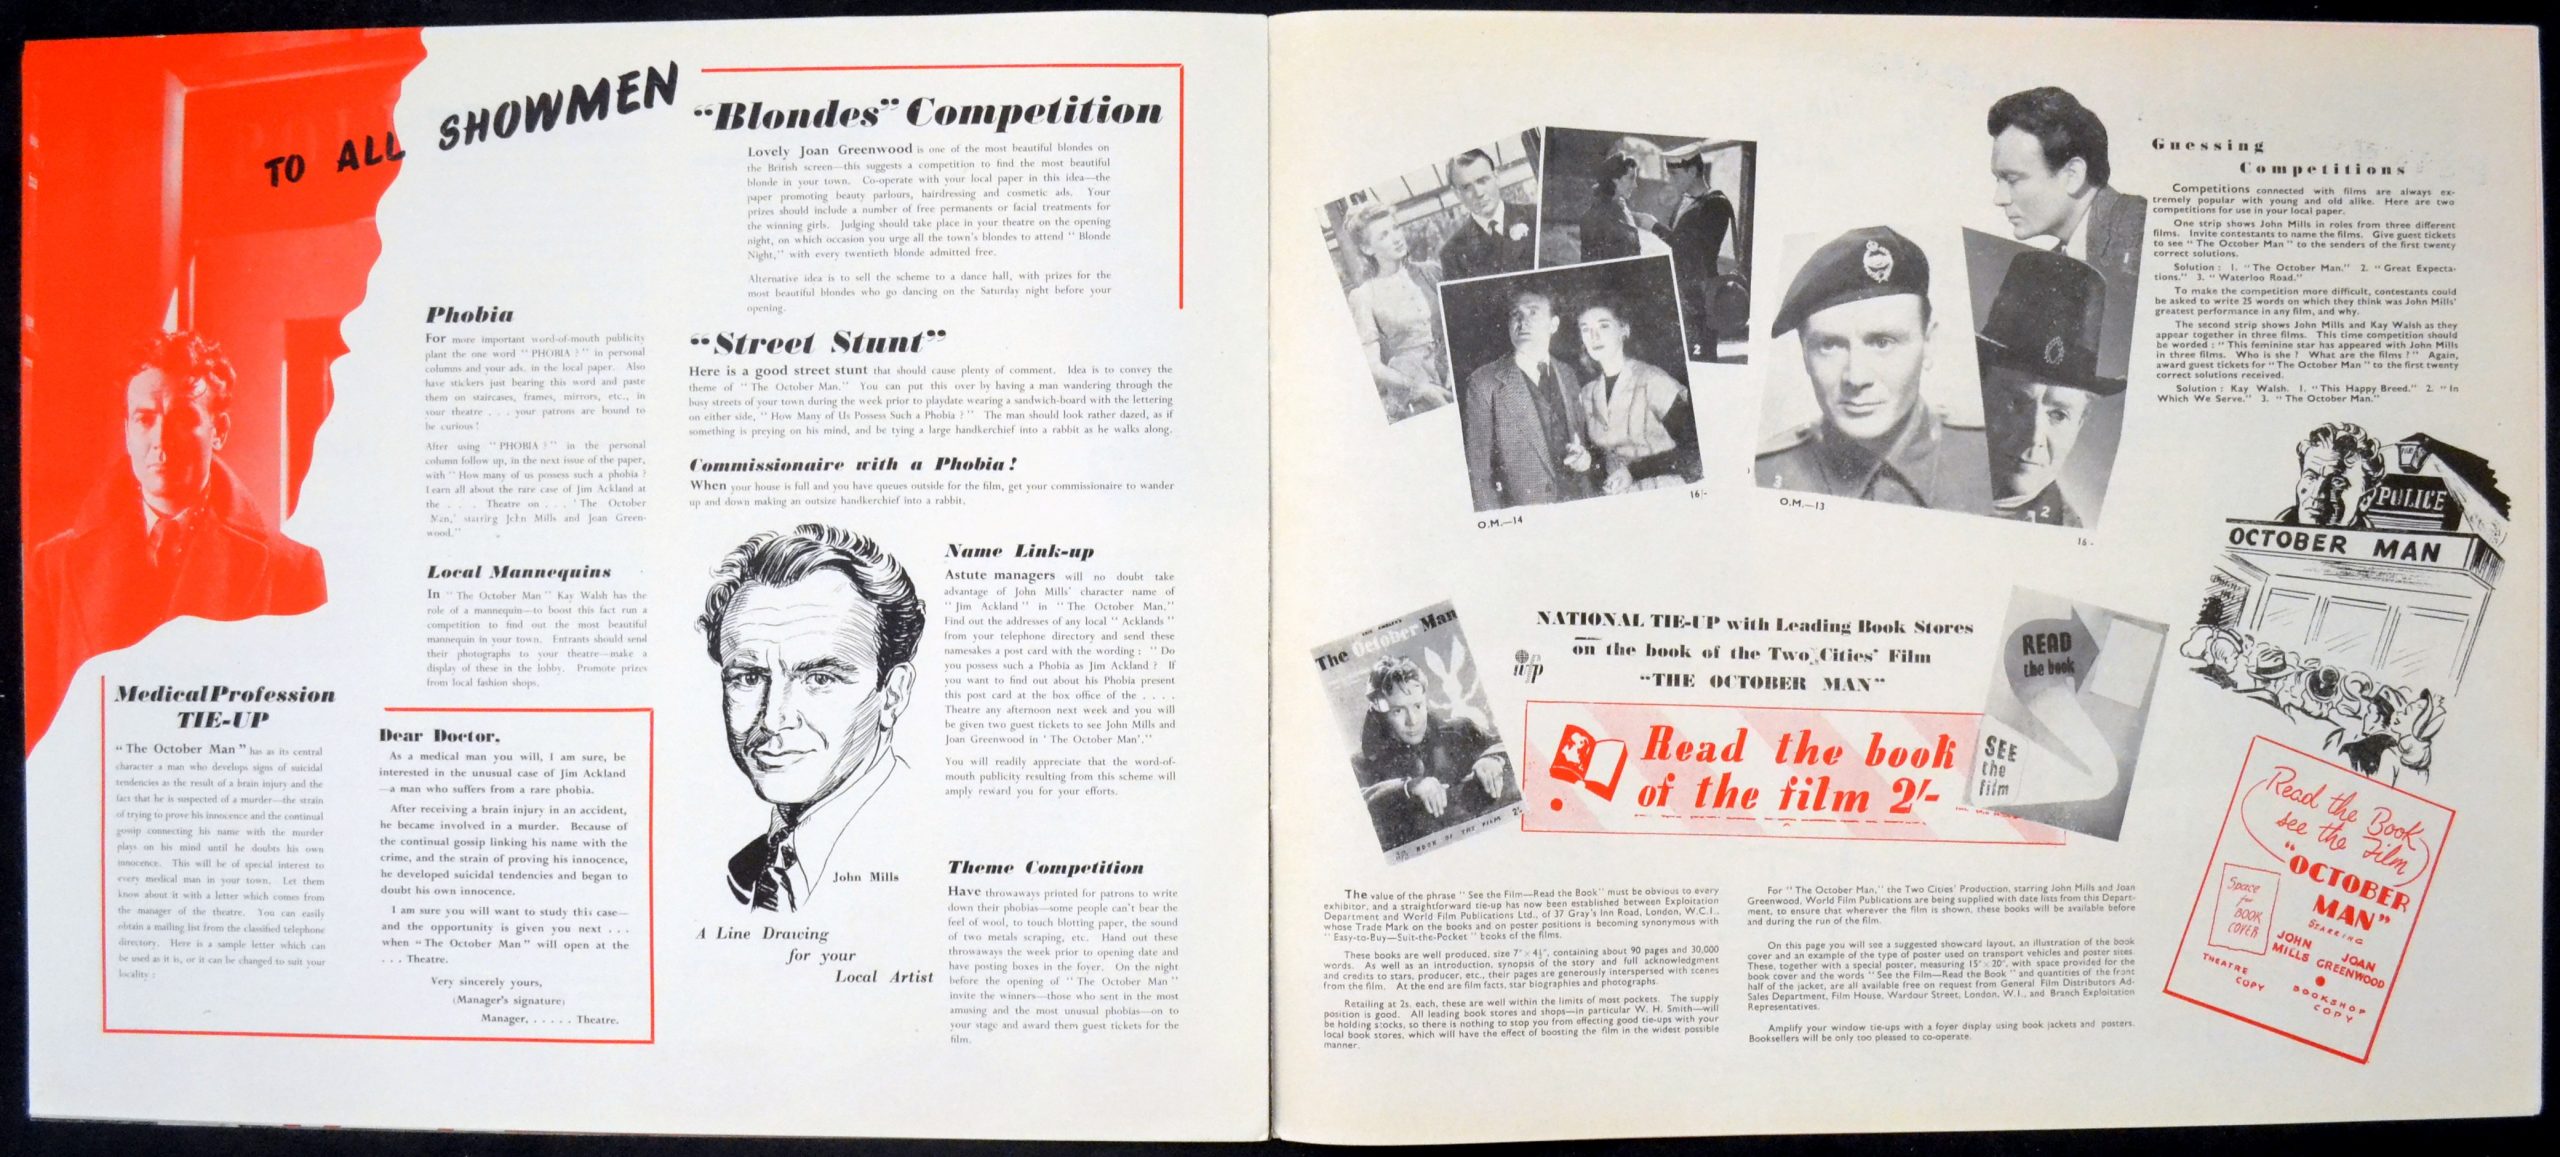 TO ALL SHOWMEN
Phobia
For more important word-of-mouth publicity
plant the one word "PHOBIA ?" in personal
columns and your ads. in the local paper. Also
have stickers just bearing this word and paste
them on staircases, frames, mirrors, etc., in
your theatre . . . your patrons are bound to
be curious !
After using "PHOBIA ?" in the personal
column follow up, in the next issue of the paper,
with "How many of us possess such a phobia ?
Learn all about the rare case of Jim Ackland at
the . . . Theatre on . . . 'The October
Man,' starring John Mills and Joan Green-
wood."
Local Mannequins
In "The October Man" Kay Walsh has the
role of a mannequin—to boost this fact run a
competition to find out the most beautiful
mannequin in your town. Entrants should send
their photographs to your theatre—make a
display of these in the lobby. Promote prizes
from local fashion shops.
Medical Profession
TIE-UP
"The October Man" has as its central
character a man who develops signs of suicidal
tendencies as the result of a brain injury and the
fact that he is suspected of a murder—the strain
of trying to prove his innocence and the continual
gossip connecting his name with the murder
plays on his mind until he doubts his own
innocence. This will be of special interest to
every medical man in your town. Let them
know about it with a letter which comes from
the manager of the theatre. You can easily
obtain a mailing list from the classified telephone
directory. Here is a sample letter which can
be used as it is, or it can be changed to suit your
locality :
Dear Doctor,
As a medical man you will, I am sure, be
interested in the unusual case of Jim Ackland
—a man who suffers from a rare phobia.
After receiving a brain injury in an accident,
he became involved in a murder. Because of
the continual gossip linking his name with the
crime, and the strain of proving his innocence,
he developed suicidal tendencies and began to
doubt his own innocence.
I am sure you will want to study this case—
and the opportunity is given you next . . .
when "The October Man" will open at the
. . . Theatre.
Very sincerely yours,
(Manager's signature)
Manager, . . . . . Theatre.
"Blondes" Competition
Lovely Joan Greenwood is one of the most beautiful blondes on
the British screen—this suggests a competition to find the most beautiful
blonde in your town. Co-operate with your local paper in this idea—the
paper promoting beauty parlours, hairdressing and cosmetic ads. Your
prizes should include a number of free permanents or facial treatments for
the winning girls. Judging should take place in your theatre on the opening
night, on which occasion you urge all the town's blondes to attend "Blonde
Night," with every twentieth blonde admitted free.
Alternative idea is to sell the scheme to a dance hall, with prizes for the
most beautiful blondes who go dancing on the Saturday night before your
opening.
"Street Stunt"
Here is a good street stunt that should cause plenty of comment. Idea is to convey the
theme of "The October Man." You can put this over by having a man wandering through the
busy streets of your town during the week prior to playdate wearing a sandwich-board with the lettering
on either side, "How Many of Us Possess Such a Phobia ?" The man should look rather dazed, as if
something is preying on his mind, and be tying a large handkerchief into a rabbit as he walks along.
Commissionaire with a Phobia !
When your house is full and you have queues outside for the film, get your commissionaire to wander
up and down making an outsize handkerchief into a rabbit.
John Mills
A Line Drawing
for your
Local Artist
Name Link-up
Astute managers will no doubt take
advantage of John Mills' character name of
"Jim Ackland" in "The October Man."
Find out the addresses of any local "Acklands"
from your telephone directory and send these
namesakes a post card with the wording : "Do
you possess such a Phobia as Jim Ackland ? If
you want to find out about his Phobia present
this post card at the box office of the . . . .
Theatre any afternoon next week and you will
be given two guest tickets to see John Mills and
Joan Greenwood in 'The October Man'."
You will readily appreciate that the word-of-
mouth publicity resulting from this scheme will
amply reward you for your efforts.
Theme Competition
Have throwaways printed for patrons to write
down their phobias—some people can't bear the
feel of wool, to touch blotting paper, the sound
of two metals scraping, etc. Hand out these
throwaways the week prior to opening date and
have posting boxes in the foyer. On the night
before the opening of "The October Man"
invite the winners—those who sent in the most
amusing and the most unusual phobias—on to
your stage and award them guest tickets for the
film.
2
3
O.M.—14
16/-
3
2
O.M.—13
16/-
Guessing
Competitions
Competitions connected with films are always ex-
tremely popular with young and old alike. Here are two
competitions for use in your local paper.
One strip shows John Mills in roles from three different
films. Invite contestants to name the films. Give guest tickets
to see "The October Man" to the senders of the first twenty
correct solutions.
Solution : 1. "The October Man." 2. "Great Expecta-
tions." 3. "Waterloo Road."
To make the competition more difficult, contestants could
be asked to write 25 words on which they think was John Mills'
greatest performance in any film, and why.
The second strip shows John Mills and Kay Walsh as they
appear together in three films. This time competition should
be worded : "This feminine star has appeared with John Mills
in three films. Who is she ? What are the films ?" Again,
award guest tickets for "The October Man" to the first twenty
correct solutions received.
Solution : Kay Walsh. 1. "This Happy Breed." 2. "In
Which We Serve." 3. "The October Man."
POLICE
OCTOBER MAN
The October Man
BOOK OF THE FILM
2/-
NATIONAL TIE-UP with Leading Book Stores
on the book of the Two Cities' Film
"THE OCTOBER MAN"
wfp
Read the book
of the film 2/-
READ
the book
SEE
the
film
Read the Book
see the Film
"OCTOBER
MAN"
STARRING
JOHN MILLS
JOAN GREENWOOD
Space
for
BOOK
COVER
THEATRE
COPY
BOOKSHOP
COPY
The value of the phrase "See the Film—Read the Book" must be obvious to every
exhibitor, and a straightforward tie-up has now been established between Exploitation
Department and World Film Publications Ltd., of 37 Gray's Inn Road, London, W.C.1.,
whose Trade Mark on the books and on poster positions is becoming synonymous with
"Easy-to-Buy—Suit-the-Pocket" books of the films.
These books are well produced, size 7" × 4½", containing about 90 pages and 30,000
words. As well as an introduction, synopsis of the story and full acknowledgment
and credits to stars, producer, etc., their pages are generously interspersed with scenes
from the film. At the end are film facts, star biographies and photographs.
Retailing at 2s. each, these are well within the limits of most pockets. The supply
position is good. All leading book stores and shops—in particular W. H. Smith—will
be holding stocks, so there is nothing to stop you from effecting good tie-ups with your
local book stores, which will have the effect of boosting the film in the widest possible
manner.
For "The October Man," the Two Cities' Production, starring John Mills and Joan
Greenwood, World Film Publications are being supplied with date lists from this Depart-
ment, to ensure that wherever the film is shown, these books will be available before
and during the run of the film.
On this page you will see a suggested showcard layout, an illustration of the book
cover and an example of the type of poster used on transport vehicles and poster sites.
These, together with a special poster, measuring 15" × 20", with space provided for the
book cover and the words "See the Film—Read the Book" and quantities of the front
half of the jacket, are all available free on request from General Film Distributors Ad-
Sales Department, Film House, Wardour Street, London, W.1., and Branch Exploitation
Representatives.
Amplify your window tie-ups with a foyer display using book jackets and posters.
Booksellers will be only too pleased to co-operate.